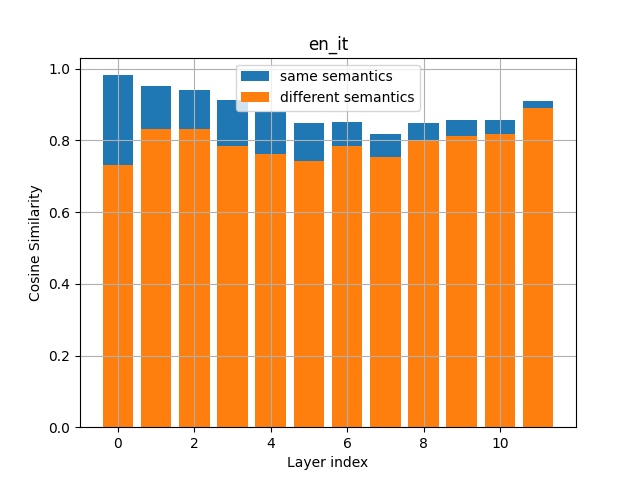 en_it
same semantics
different semantics
1.0
0.8
0.6
0.4
0.2
0.0
Cosine Similarity
0 2 4 6 8 10
Layer index